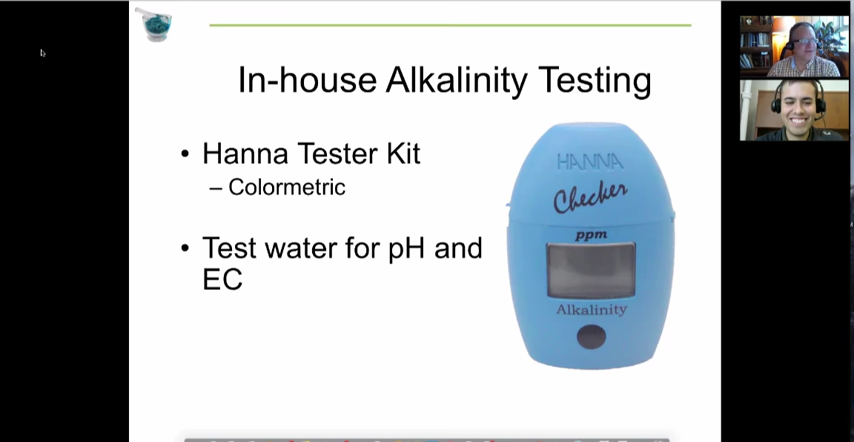 In-house Alkalinity Testing
• Hanna Tester Kit
– Colormetric
• Test water for pH and
EC
HANNA
Checker
ppm
Alkalinity